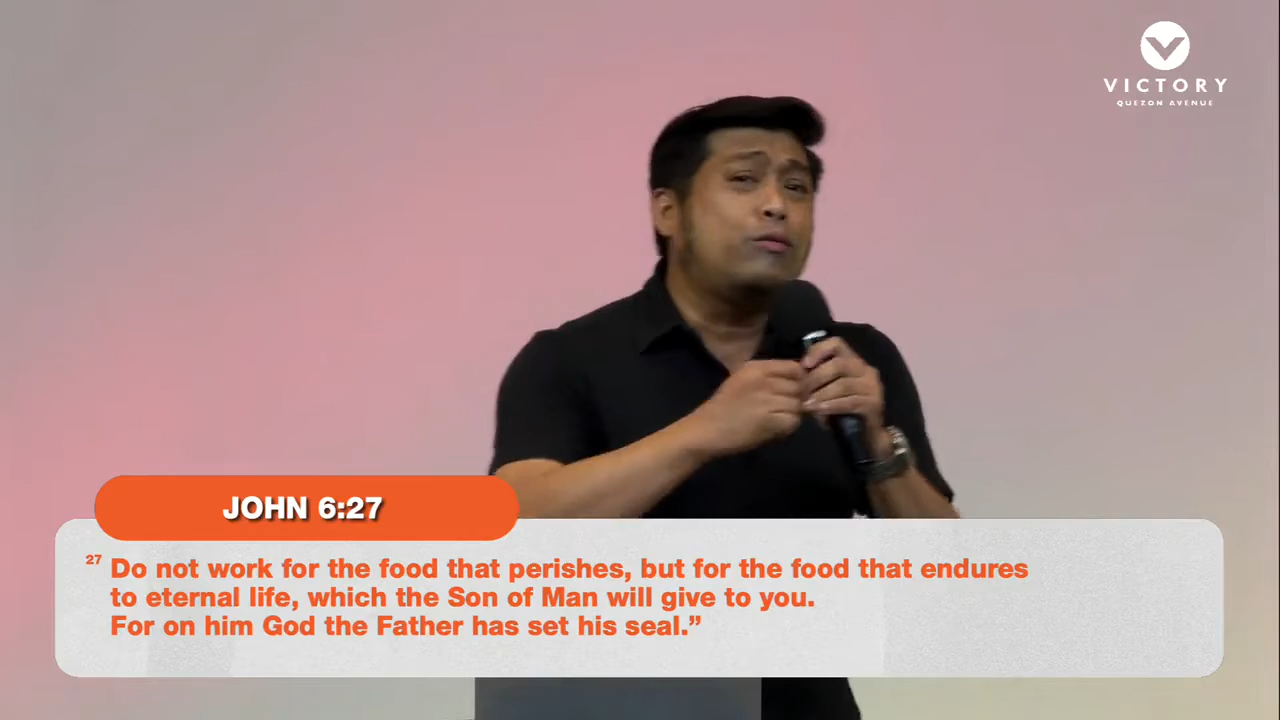 VICTORY
QUEZON AVENUE
JOHN 6:27
27 Do not work for the food that perishes, but for the food that endures
to eternal life, which the Son of Man will give to you.
For on him God the Father has set his seal.”